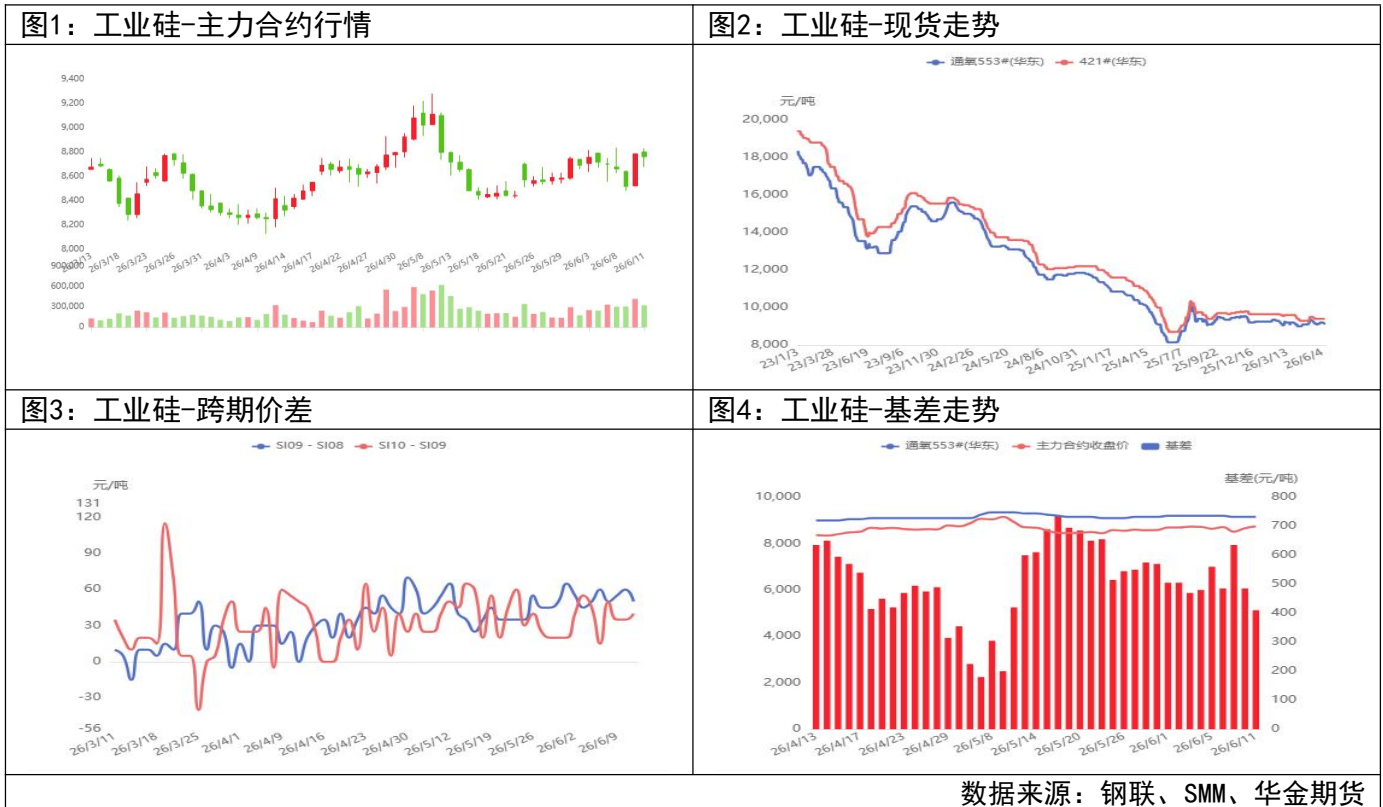 图1: 工业硅-主力合约行情
9,400
9,200
9,000
8,800
8,600
8,400
8,200
8,000
26/3/13 26/3/18 26/3/23 26/3/26 26/3/31 26/4/3 26/4/9 26/4/14 26/4/17 26/4/22 26/4/27 26/4/30 26/5/8 26/5/13 26/5/18 26/5/21 26/5/26 26/5/29 26/6/3 26/6/8 26/6/11
900,000
600,000
300,000
0
图2: 工业硅-现货走势
通氧553#(华东) 421#(华东)
元/吨
20,000
18,000
16,000
14,000
12,000
10,000
8,000
23/1/3 23/3/28 23/6/19 23/9/6 23/11/30 24/2/26 24/5/20 24/8/6 24/10/31 25/1/17 25/4/15 25/7/7 25/9/22 25/12/16 26/3/13 26/6/4
图3: 工业硅-跨期价差
SI09 - SI08 SI10 - SI09
元/吨
131
120
90
60
30
0
-30
-56
26/3/11 26/3/18 26/3/25 26/4/1 26/4/9 26/4/16 26/4/23 26/4/30 26/5/12 26/5/19 26/5/26 26/6/2 26/6/9
图4: 工业硅-基差走势
通氧553#(华东) 主力合约收盘价 基差
基差(元/吨)
10,000
8,000
6,000
4,000
2,000
0
800
700
600
500
400
300
200
100
0
26/4/13 26/4/17 26/4/23 26/4/29 26/5/8 26/5/14 26/5/20 26/5/26 26/6/1 26/6/5 26/6/11
数据来源: 钢联、SMM、华金期货